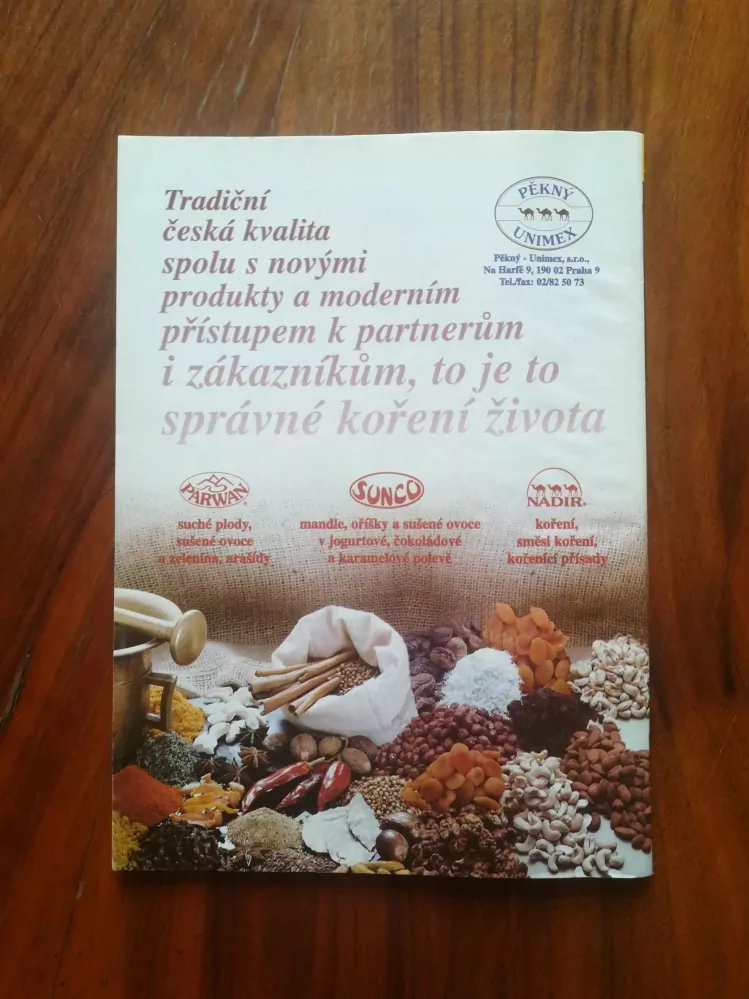 Tradiční
česká kvalita
spolu s novými
produkty a moderním
přístupem k partnerům
i zákazníkům, to je to
správné koření života
PĚKNÝ
UNIMEX
Pěkný - Unimex, s.r.o.,
Na Harfě 9, 190 02 Praha 9
Tel./fax: 02/82 50 73
PARWAN®
suché plody,
sušené ovoce
a zelenina, arašídy
SUNCO
mandle, oříšky a sušené ovoce
v jogurtové, čokoládové
a karamelové polevě
NADIR®
koření,
směsi koření,
kořenící přísady